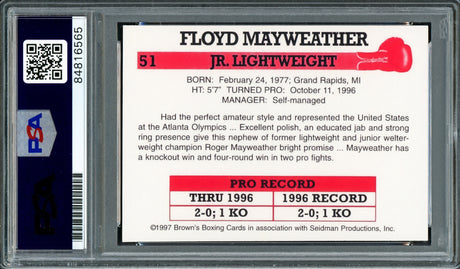 FLOYD MAYWEATHER
51 JR. LIGHTWEIGHT
BORN: February 24, 1977; Grand Rapids, MI
HT: 5'7" TURNED PRO: October 11, 1996
MANAGER: Self-managed
Had the perfect amateur style and represented the United States
at the Atlanta Olympics ... Excellent polish, an educated jab and strong
ring presence give this nephew of former lightweight and junior welter-
weight champion Roger Mayweather bright promise ... Mayweather has
a knockout win and four-round win in two pro fights.
PRO RECORD
THRU 1996 1996 RECORD
2-0; 1 KO 2-0; 1 KO
©1997 Brown's Boxing Cards in association with Seidman Productions, Inc.
84816565
PSA
PSA